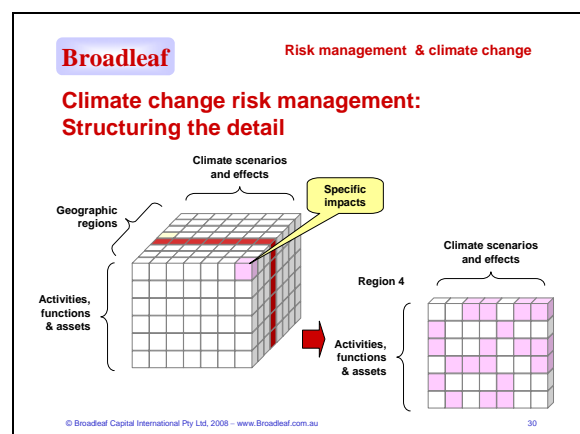 Broadleaf
Risk management & climate change
Climate change risk management:
Structuring the detail
Climate scenarios
and effects
Specific
impacts
Geographic
regions
Activities,
functions
& assets
Climate scenarios
and effects
Region 4
Activities,
functions
& assets
© Broadleaf Capital International Pty Ltd, 2008 – www.Broadleaf.com.au
30